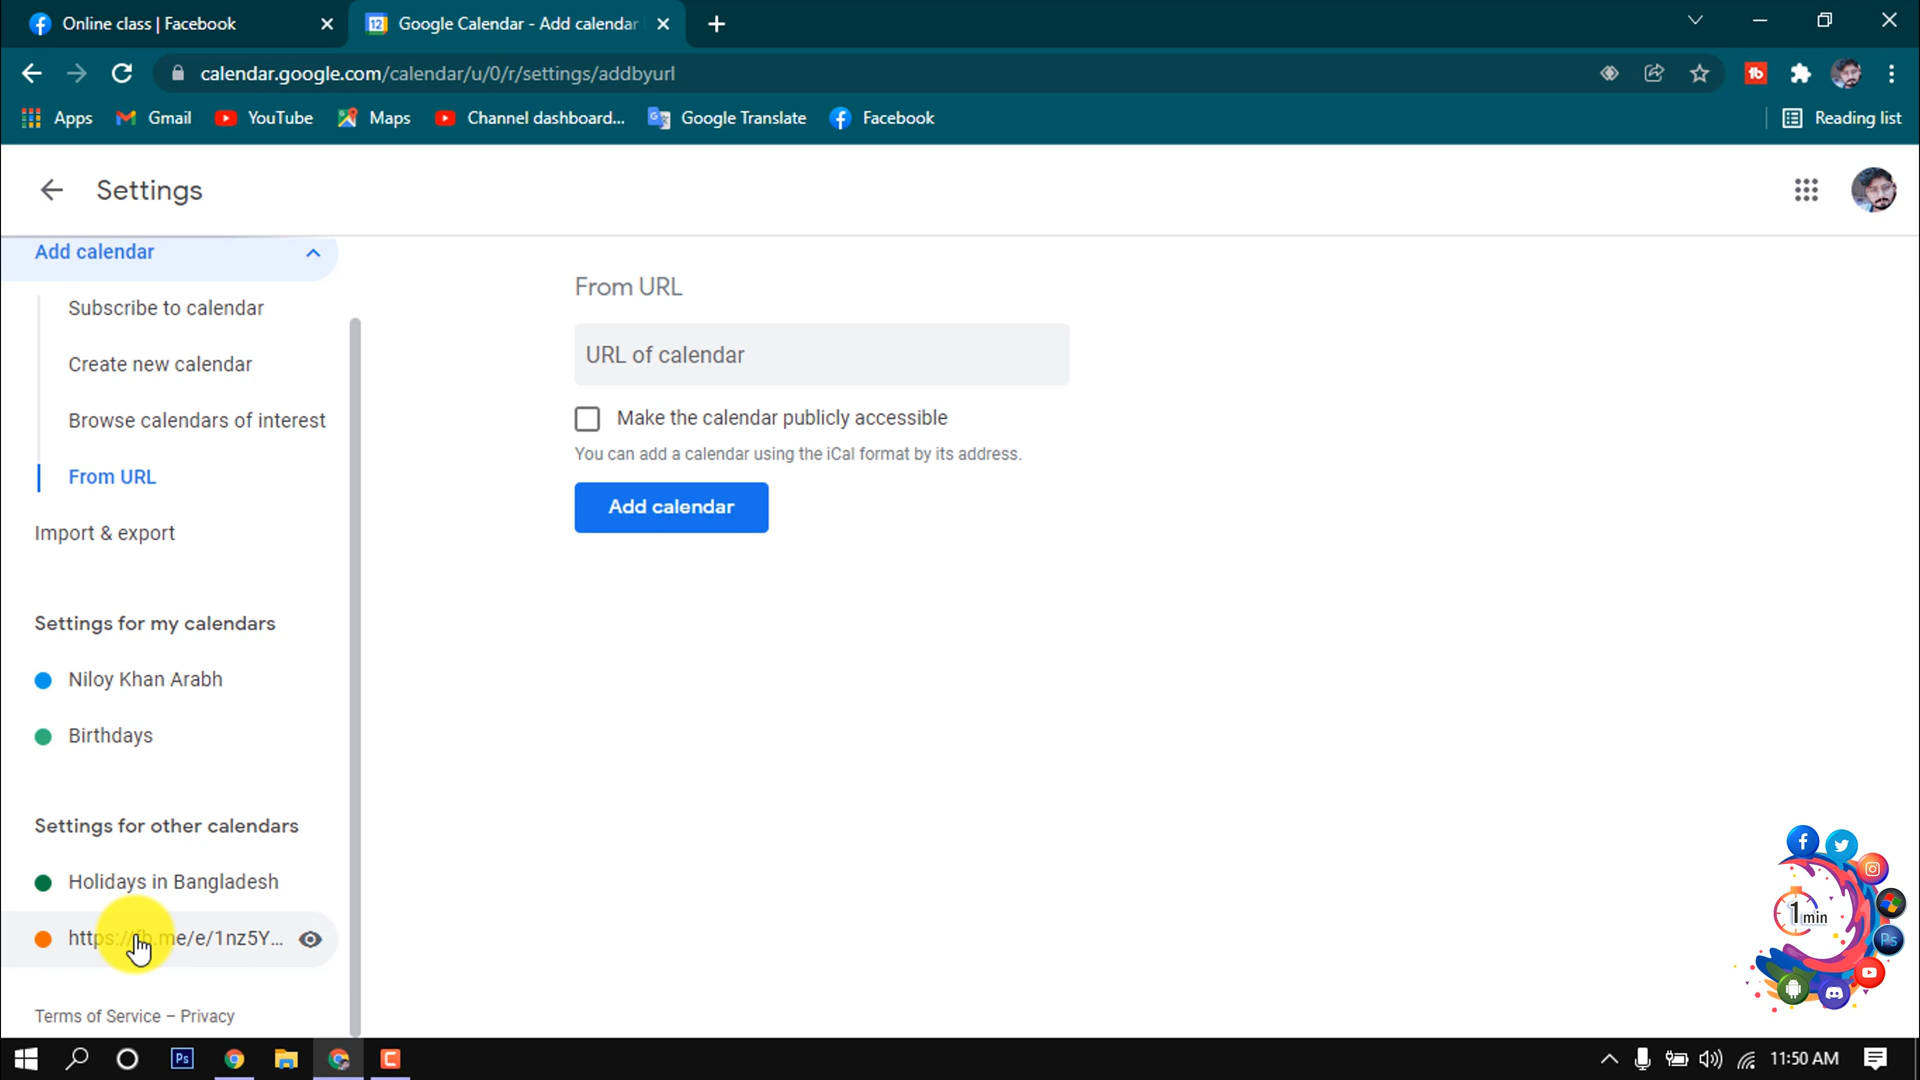 Online class | Facebook
Google Calendar - Add calendar
calendar.google.com/calendar/u/0/r/settings/addbyurl
Apps
Gmail
YouTube
Maps
Channel dashboard...
Google Translate
Facebook
Reading list
Settings
Add calendar
Subscribe to calendar
Create new calendar
Browse calendars of interest
From URL
Import & export
Settings for my calendars
Niloy Khan Arabh
Birthdays
Settings for other calendars
Holidays in Bangladesh
https://fb.me/e/1nz5Y...
Terms of Service – Privacy
From URL
URL of calendar
Make the calendar publicly accessible
You can add a calendar using the iCal format by its address.
Add calendar
1 min
Ps
11:50 AM